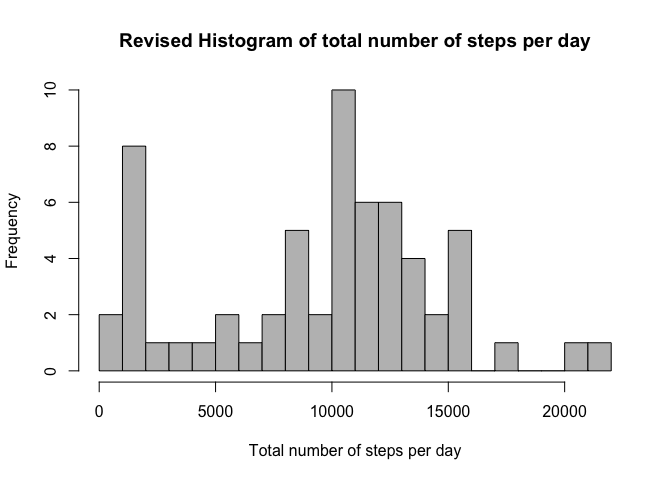 Revised Histogram of total number of steps per day
Frequency
10
8
6
4
2
0
0 5000 10000 15000 20000
Total number of steps per day